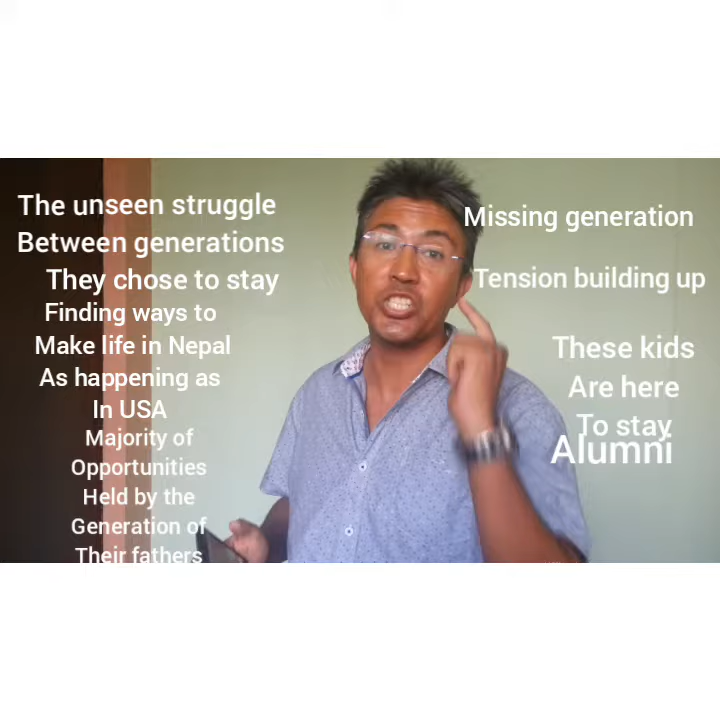 The unseen struggle
Between generations
They chose to stay
Finding ways to
Make life in Nepal
As happening as
In USA
Majority of
Opportunities
Held by the
Generation of
Their fathers
Missing generation
Tension building up
These kids
Are here
To stay
Alumni